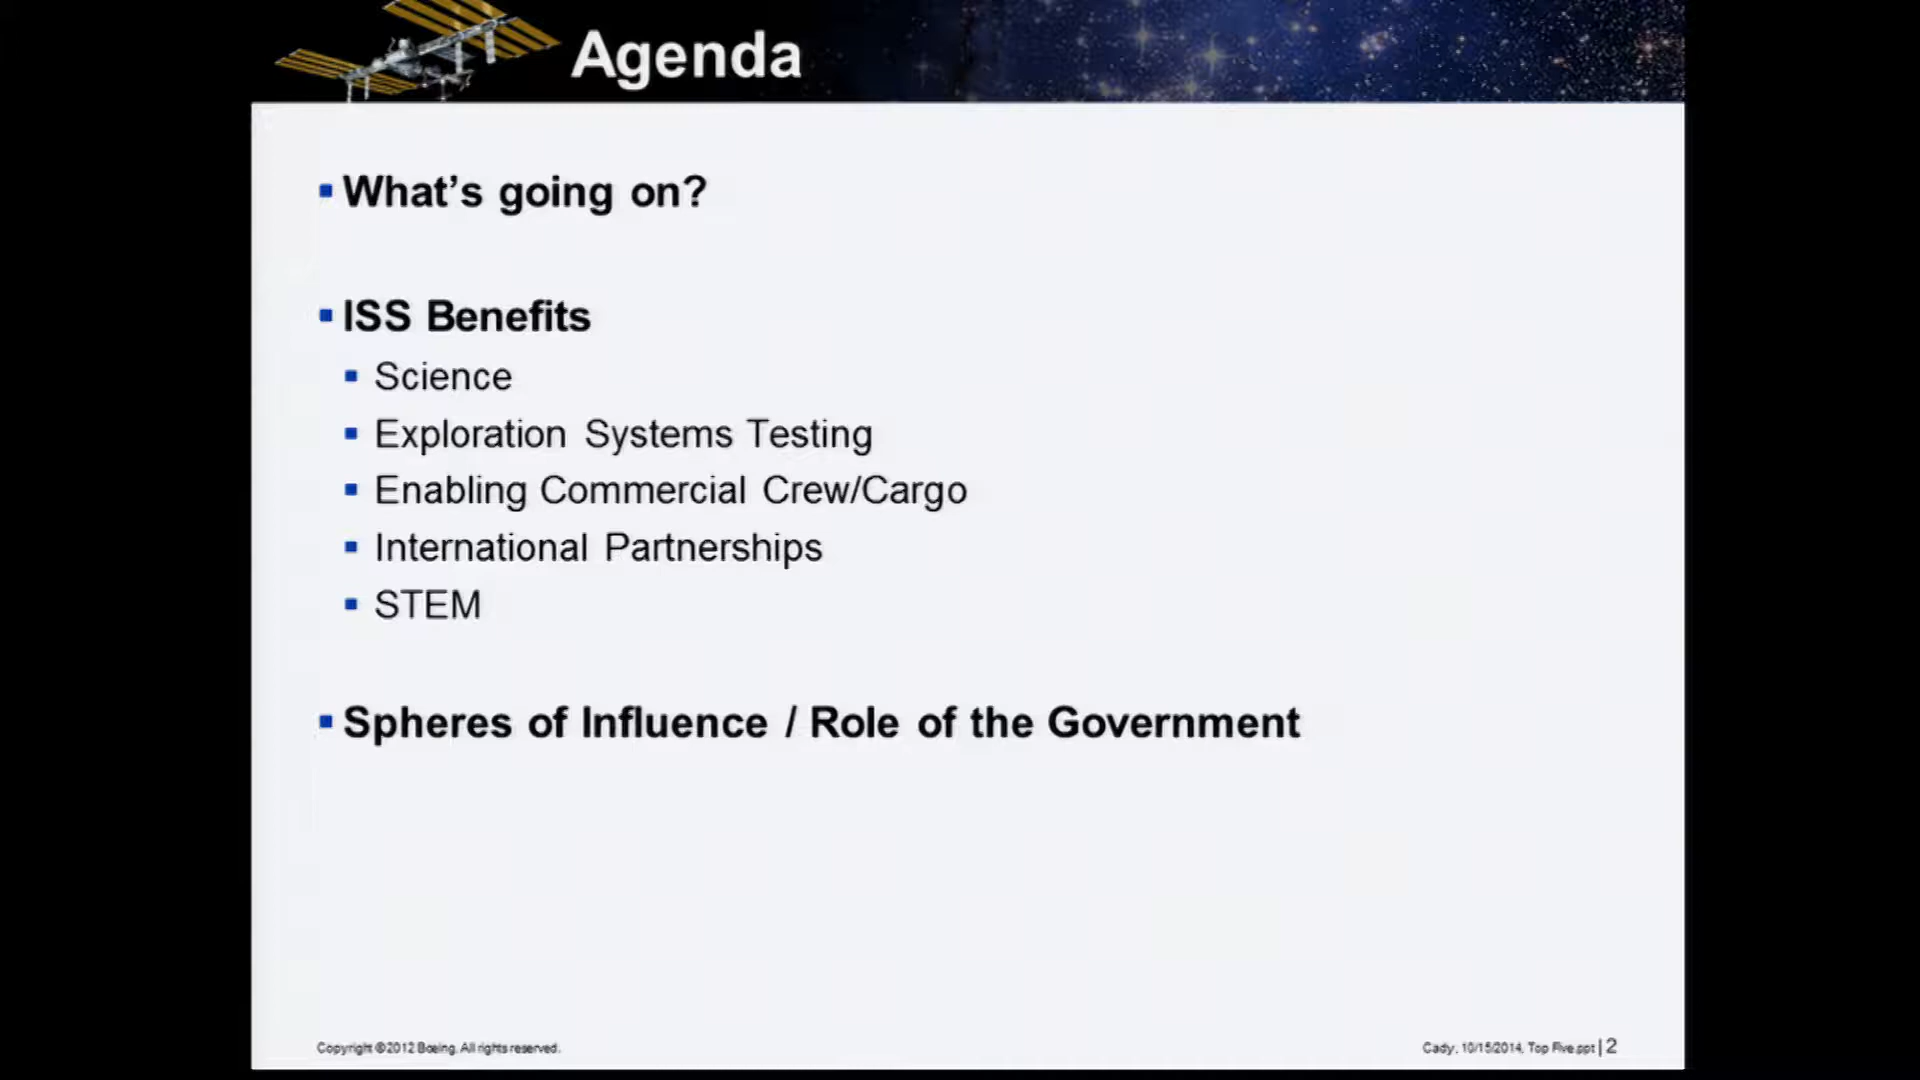 Agenda
What’s going on?
ISS Benefits
Science
Exploration Systems Testing
Enabling Commercial Crew/Cargo
International Partnerships
STEM
Spheres of Influence / Role of the Government
Copyright ©2012 Boeing. All rights reserved.
Cady, 10/15/2014, Top Five.ppt | 2